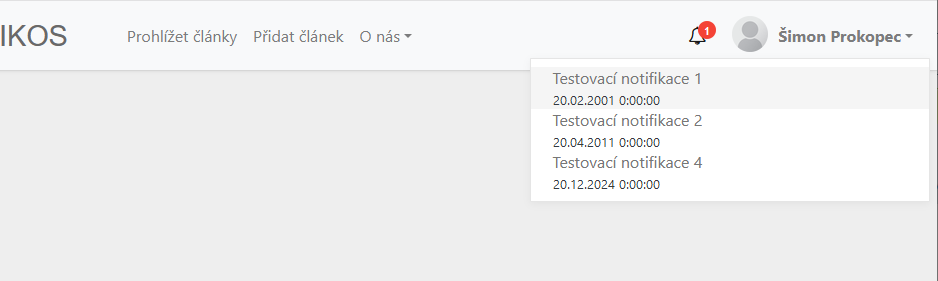 IKOS
Prohlížet články Přidat článek O nás
1
Šimon Prokopec
Testovací notifikace 1
20.02.2001 0:00:00
Testovací notifikace 2
20.04.2011 0:00:00
Testovací notifikace 4
20.12.2024 0:00:00